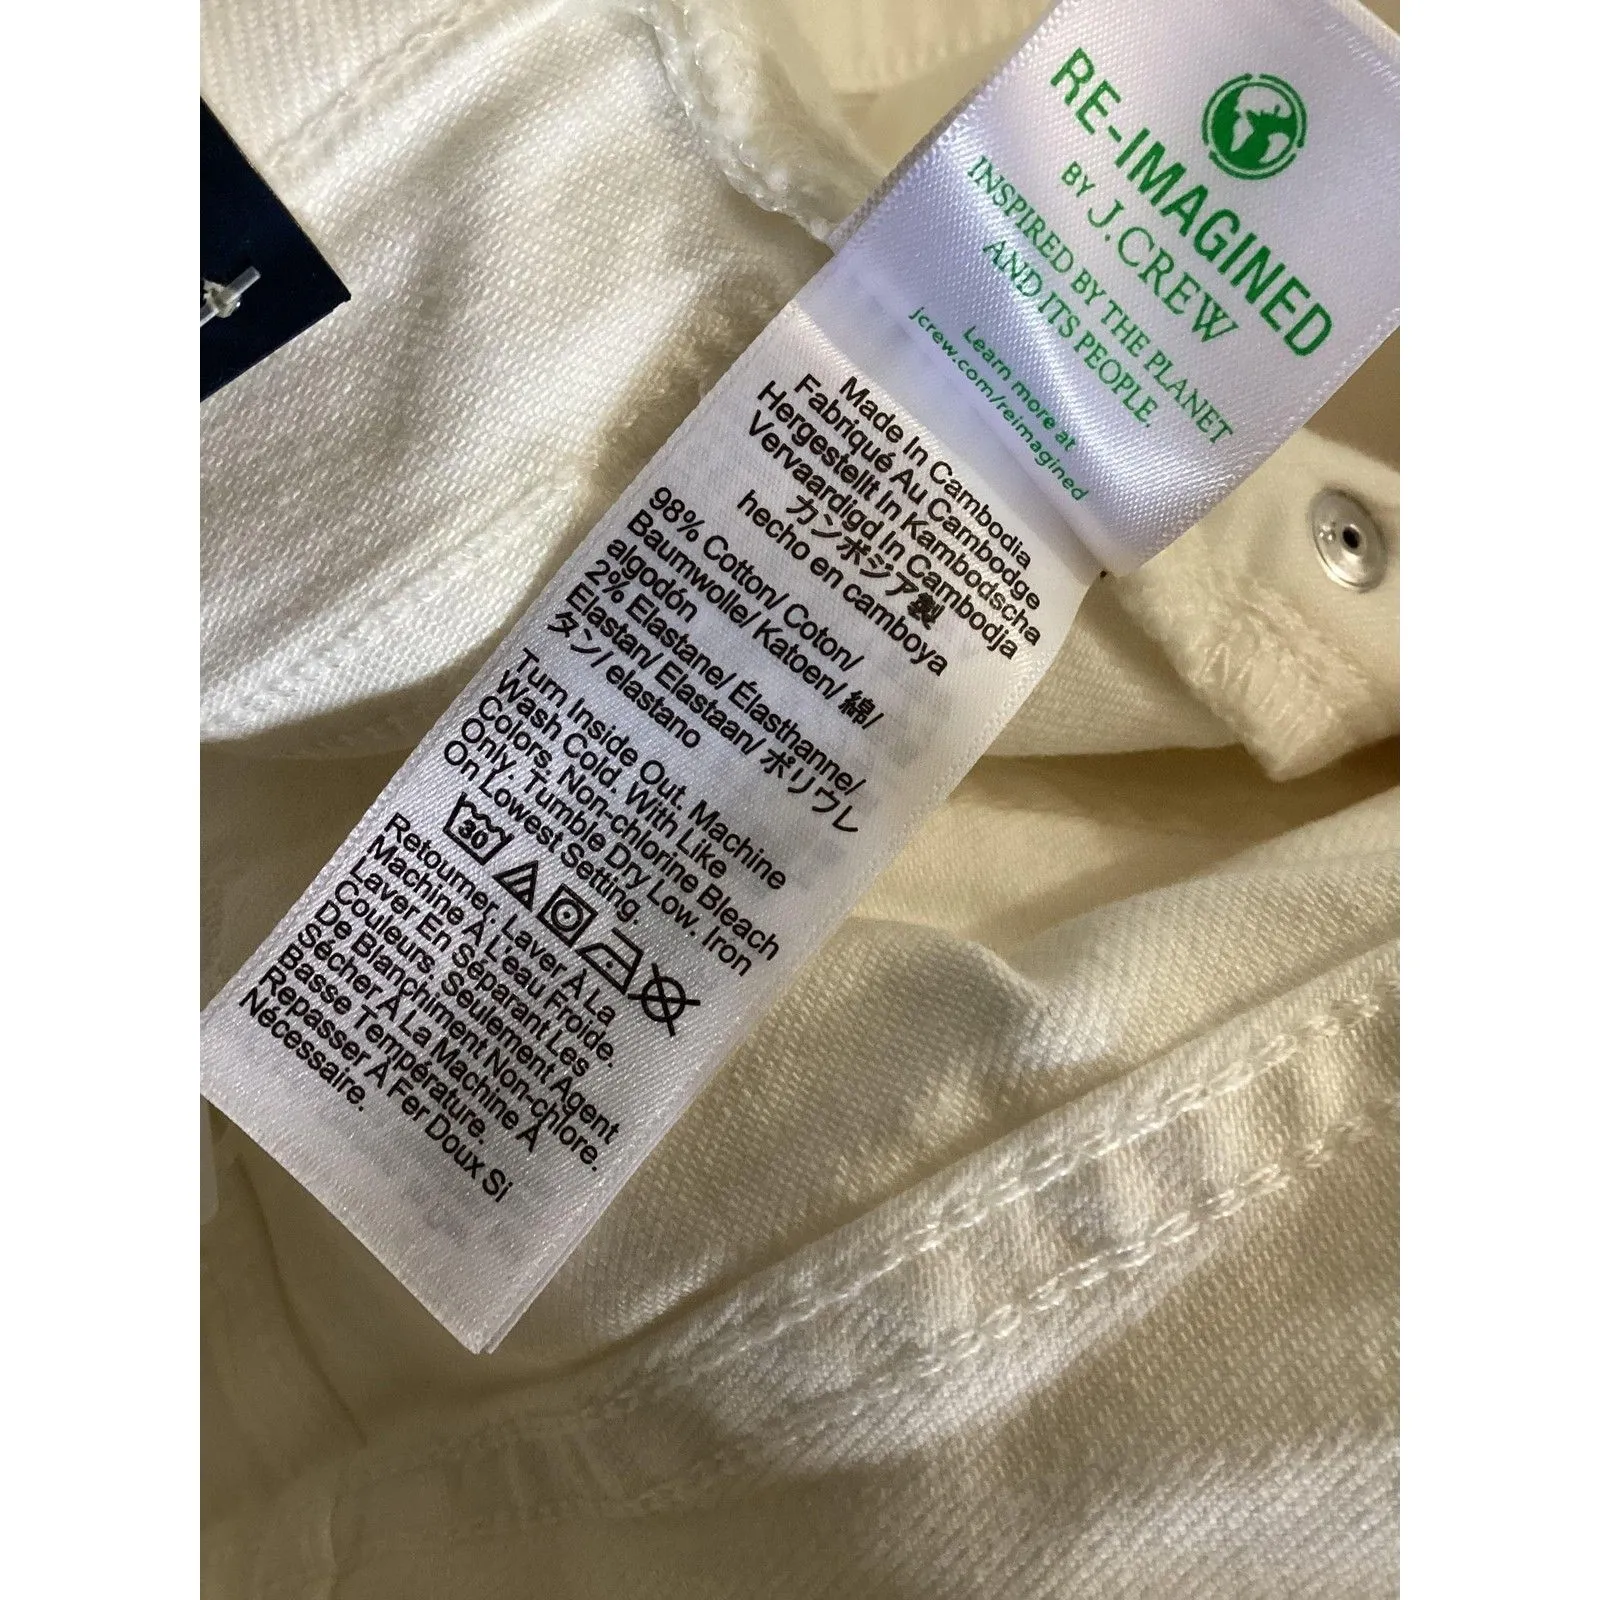 RE-IMAGINED
BY J.CREW
INSPIRED BY THE PLANET
AND ITS PEOPLE.
Learn more at
jcrew.com/reimagined
Made In Cambodia
Fabriqué Au Cambodge
Hergestellt In Kambodscha
Vervaardigd In Cambodja
カンボジア製
hecho en camboya
98% Cotton/ Coton/
Baumwolle/ Katoen/ 綿/
algodón
2% Elastane/ Élasthanne/
Elastan/ Elastaan/ ポリウレ
タン/ elastano
Turn Inside Out. Machine
Wash Cold. With Like
Colors. Non-chlorine Bleach
Only. Tumble Dry Low. Iron
On Lowest Setting.
30
Retourner. Laver À La
Machine À L'eau Froide.
Laver En Séparant Les
Couleurs. Seulement Agent
De Blanchiment Non-chlore.
Sécher À La Machine À
Basse Température.
Repasser À Fer Doux Si
Nécessaire.